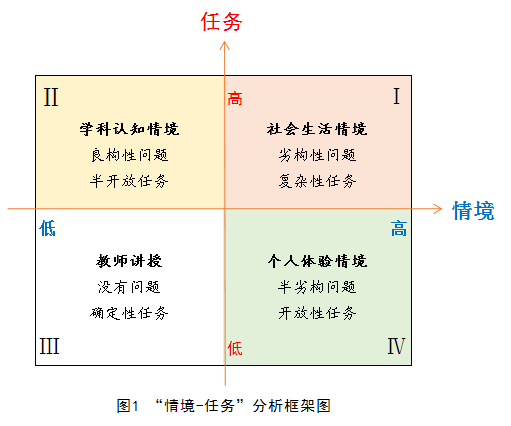 任务
II
高
I
学科认知情境
良构性问题
半开放任务
社会生活情境
劣构性问题
复杂性任务
情境
低
高
教师讲授
没有问题
确定性任务
个人体验情境
半劣构问题
开放性任务
III
低
IV
图1 “情境-任务”分析框架图